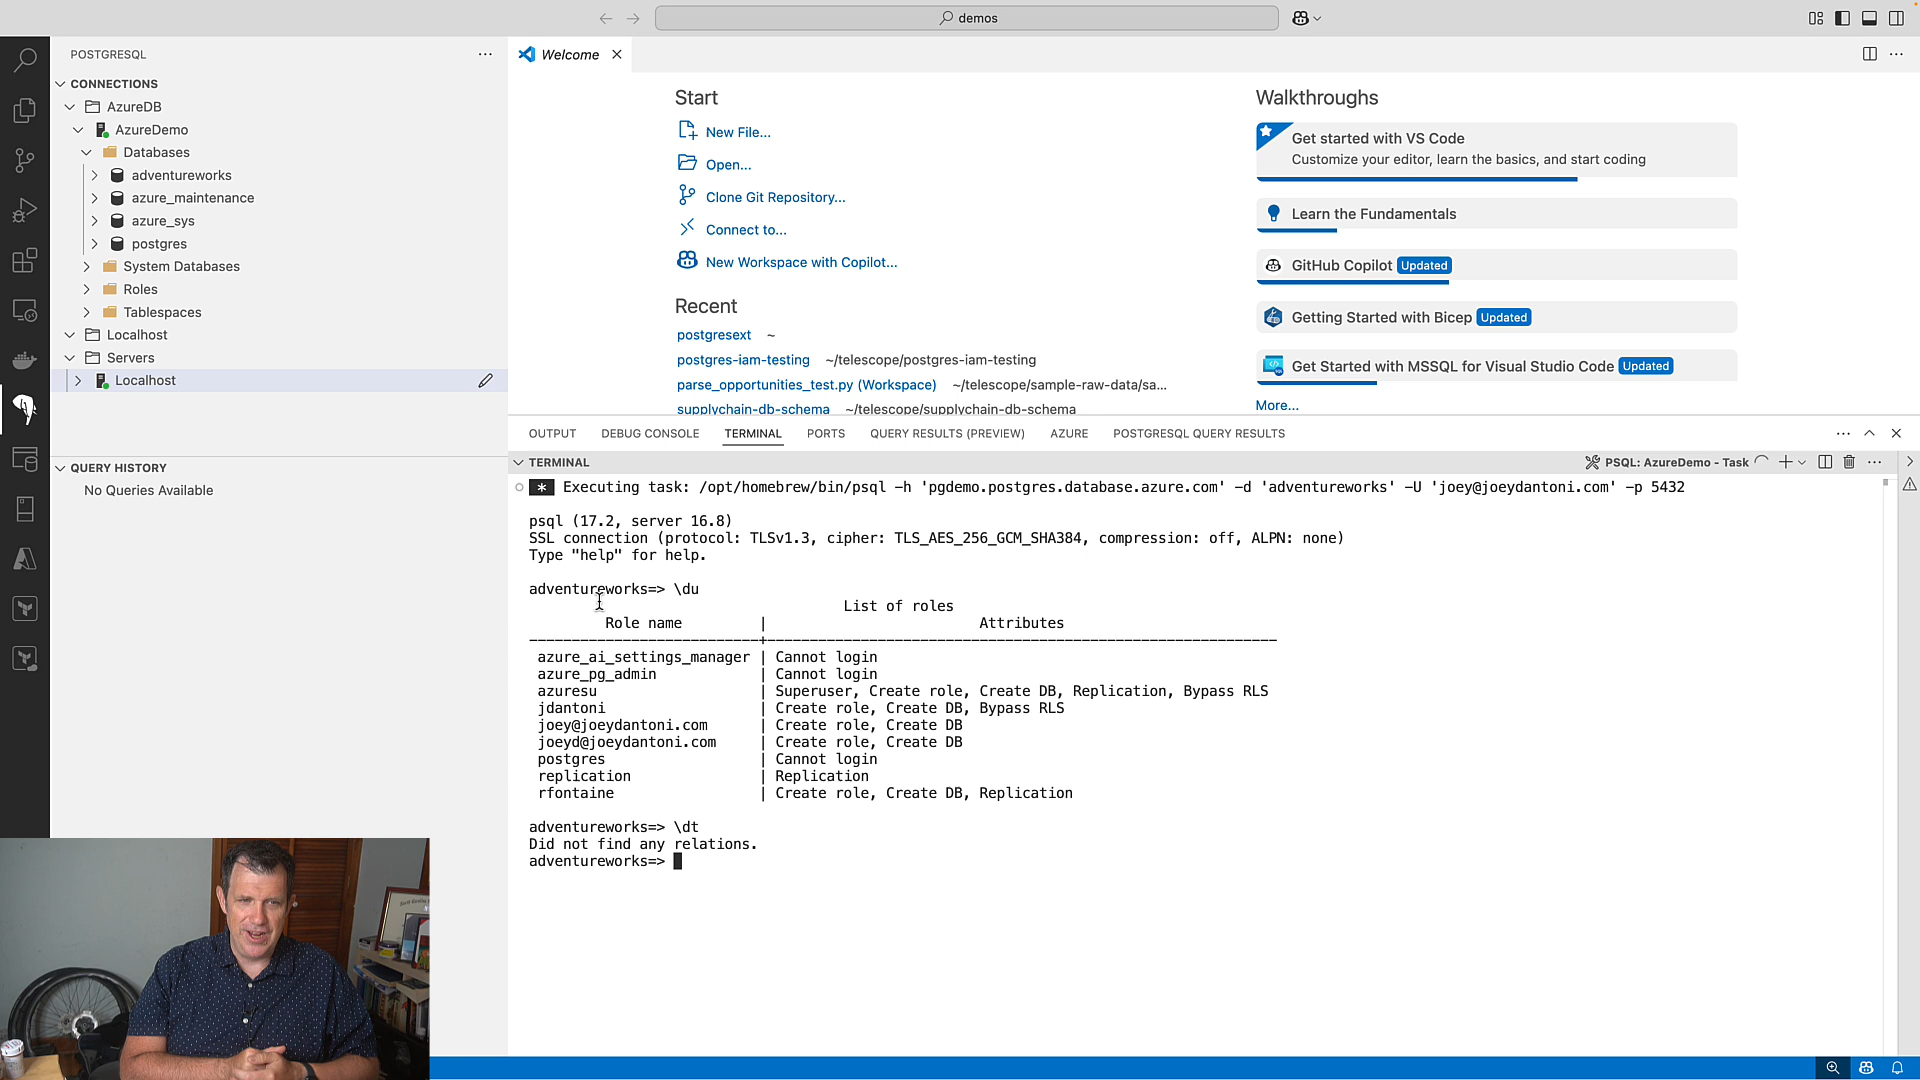 demos
POSTGRESQL
CONNECTIONS
AzureDB
AzureDemo
Databases
adventureworks
azure_maintenance
azure_sys
postgres
System Databases
Roles
Tablespaces
Localhost
Servers
Localhost
QUERY HISTORY
No Queries Available
Welcome
Start
New File...
Open...
Clone Git Repository...
Connect to...
New Workspace with Copilot...
Recent
postgresext ~
postgres-iam-testing ~/telescope/postgres-iam-testing
parse_opportunities_test.py (Workspace) ~/telescope/sample-raw-data/sa...
supplychain-db-schema ~/telescope/supplychain-db-schema
Walkthroughs
Get started with VS Code
Customize your editor, learn the basics, and start coding
Learn the Fundamentals
GitHub Copilot Updated
Getting Started with Bicep Updated
Get Started with MSSQL for Visual Studio Code Updated
More...
OUTPUT DEBUG CONSOLE TERMINAL PORTS QUERY RESULTS (PREVIEW) AZURE POSTGRESQL QUERY RESULTS
TERMINAL
PSQL: AzureDemo - Task
* Executing task: /opt/homebrew/bin/psql -h 'pgdemo.postgres.database.azure.com' -d 'adventureworks' -U 'joey@joeydantoni.com' -p 5432
psql (17.2, server 16.8)
SSL connection (protocol: TLSv1.3, cipher: TLS_AES_256_GCM_SHA384, compression: off, ALPN: none)
Type "help" for help.
adventureworks=> \du
List of roles
Role name | Attributes
---------------------------+------------------------------------------------------------
azure_ai_settings_manager | Cannot login
azure_pg_admin | Cannot login
azuresu | Superuser, Create role, Create DB, Replication, Bypass RLS
jdantoni | Create role, Create DB, Bypass RLS
joey@joeydantoni.com | Create role, Create DB
joeyd@joeydantoni.com | Create role, Create DB
postgres | Cannot login
replication | Replication
rfontaine | Create role, Create DB, Replication
adventureworks=> \dt
Did not find any relations.
adventureworks=>